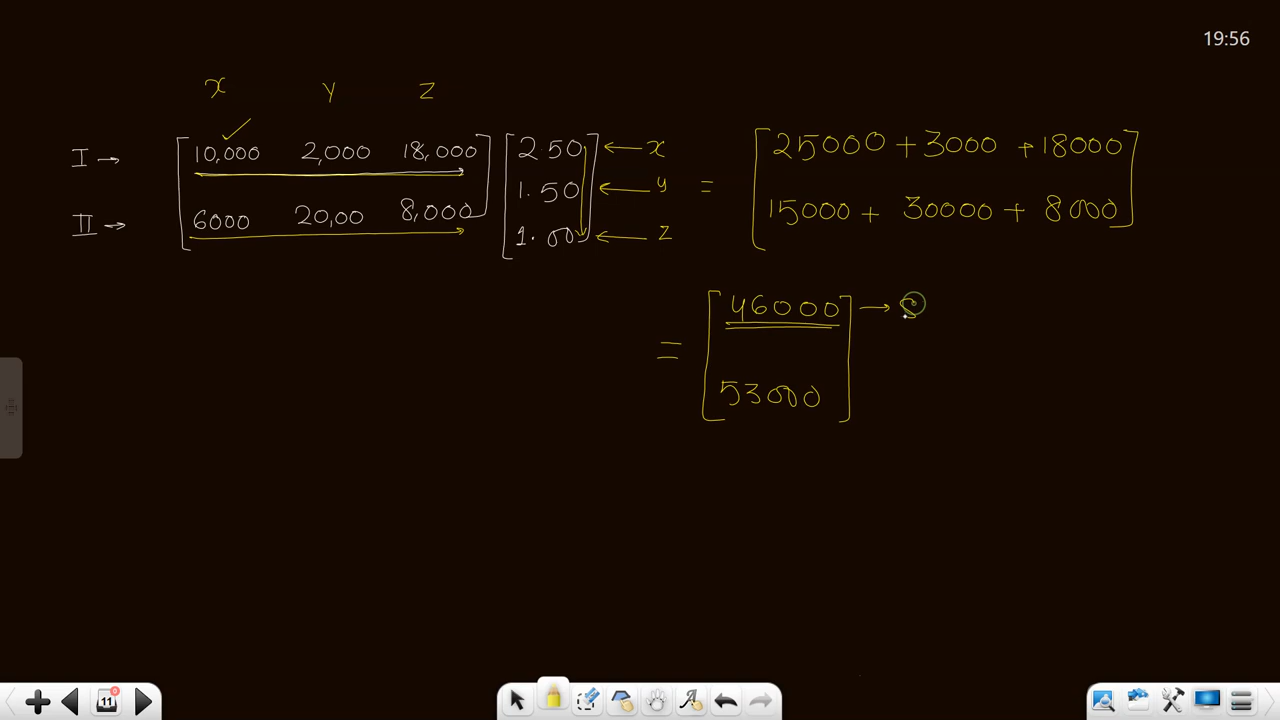 19:56
x y z
I → [10,000 2,000 18,000] [2.50] ← x = [25000 + 3000 + 18000]
1.50 ← y
II → 6000 20,00 8,000 1.00 ← z 15000 + 30000 + 8000
= [46000] →
53000
11
0